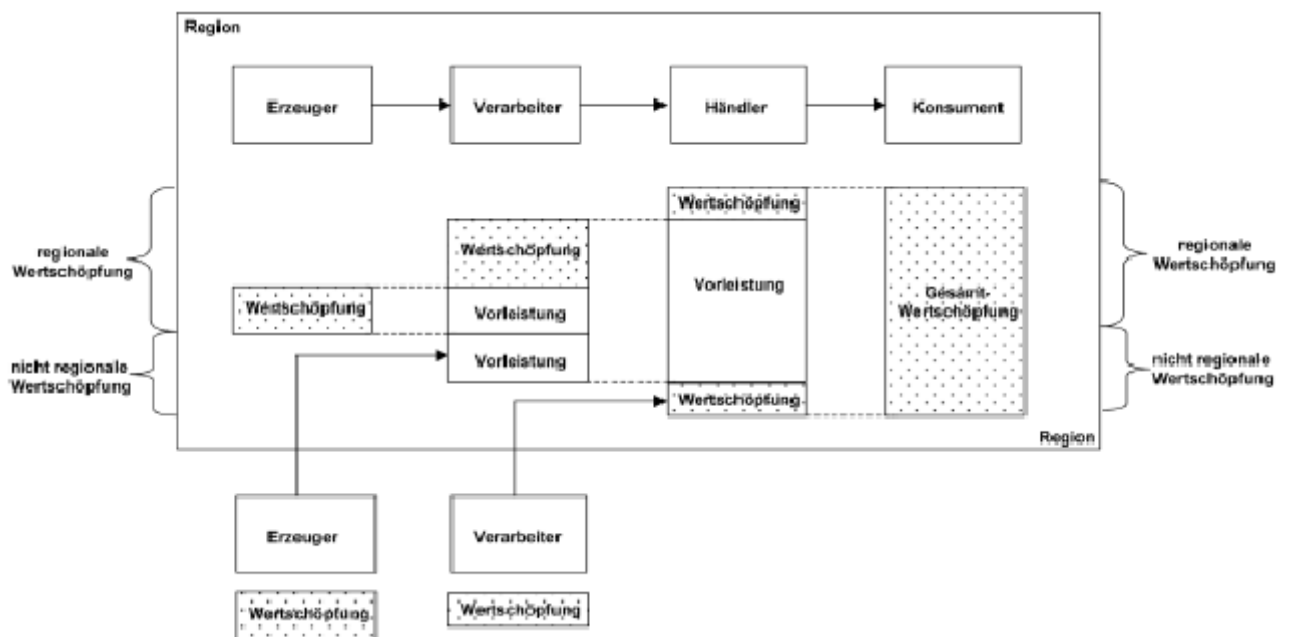 Region
Erzeuger
Verarbeiter
Händler
Konsument
regionale
Wertschöpfung
nicht regionale
Wertschöpfung
Wertschöpfung
Wertschöpfung
Vorleistung
Vorleistung
Wertschöpfung
Vorleistung
Wertschöpfung
Gesamt-
Wertschöpfung
regionale
Wertschöpfung
nicht regionale
Wertschöpfung
Region
Erzeuger
Verarbeiter
Wertschöpfung
Wertschöpfung